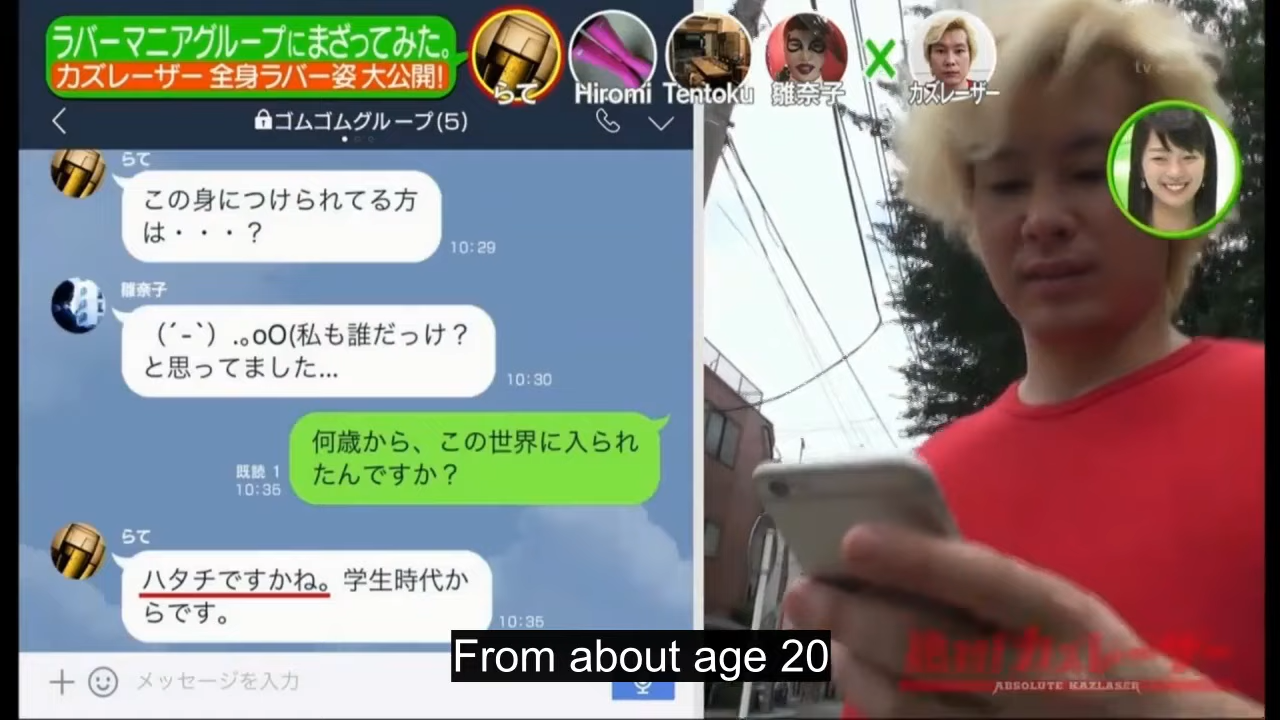 ラバーマニアグループにまざってみた。
カズレーザー 全身ラバー姿 大公開!
らて
Hiromi
Tentoku
雛奈子
X
カズレーザー
ゴムゴムグループ(5)
らて
この身につけられてる方
は・・・?
10:29
雛奈子
(´-`).。oO(私も誰だっけ?
と思ってました...
10:30
何歳から、この世界に入られ
たんですか?
既読 1
10:35
らて
ハタチですかね。学生時代か
らです。
10:35
メッセージを入力
From about age 20
絶対!カズレーザー
ABSOLUTE KAZLASER